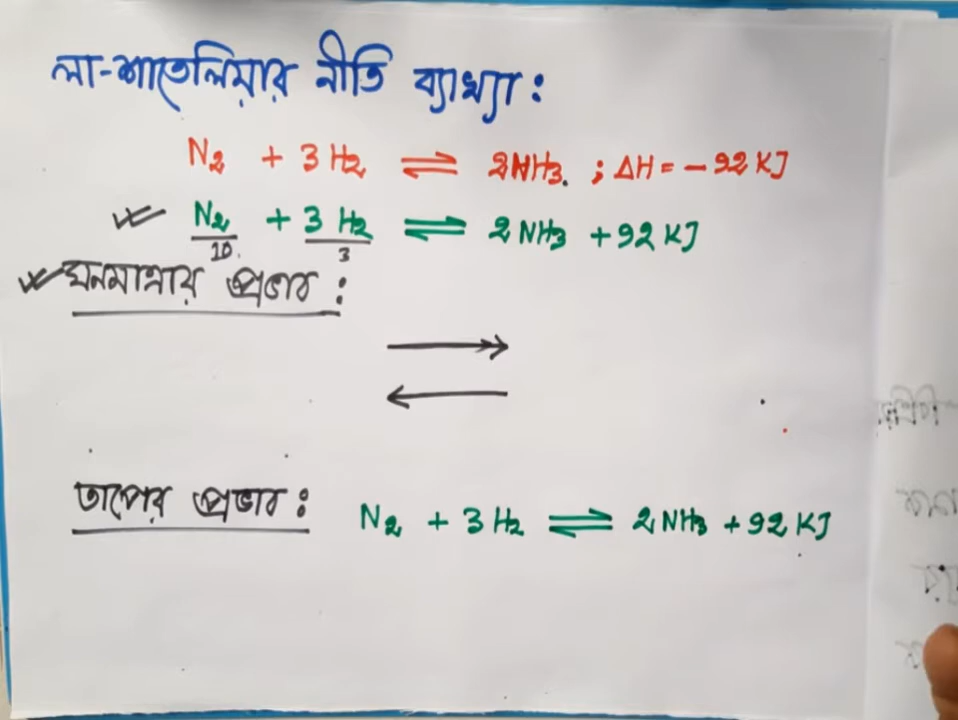 লা-শাতেলিয়ার নীতি ব্যাখ্যা :
N2 + 3 H2 ⇌ 2NH3. ; ΔH = - 92 KJ
N2 + 3 H2 ⇌ 2 NH3 + 92 KJ
10. 3
ঘনমাত্রায় প্রভাব :
তাপের প্রভাব : N2 + 3 H2 ⇌ 2 NH3 + 92 KJ